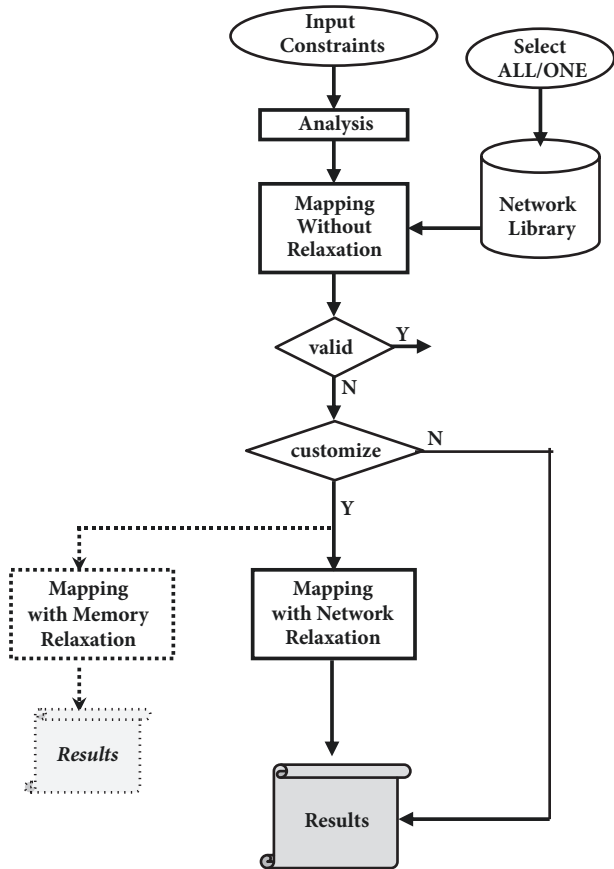 Input
Constraints
Select
ALL/ONE
Analysis
Mapping
Without
Relaxation
Network
Library
valid
Y
N
customize
N
Y
Mapping
with Memory
Relaxation
Mapping
with Network
Relaxation
Results
Results